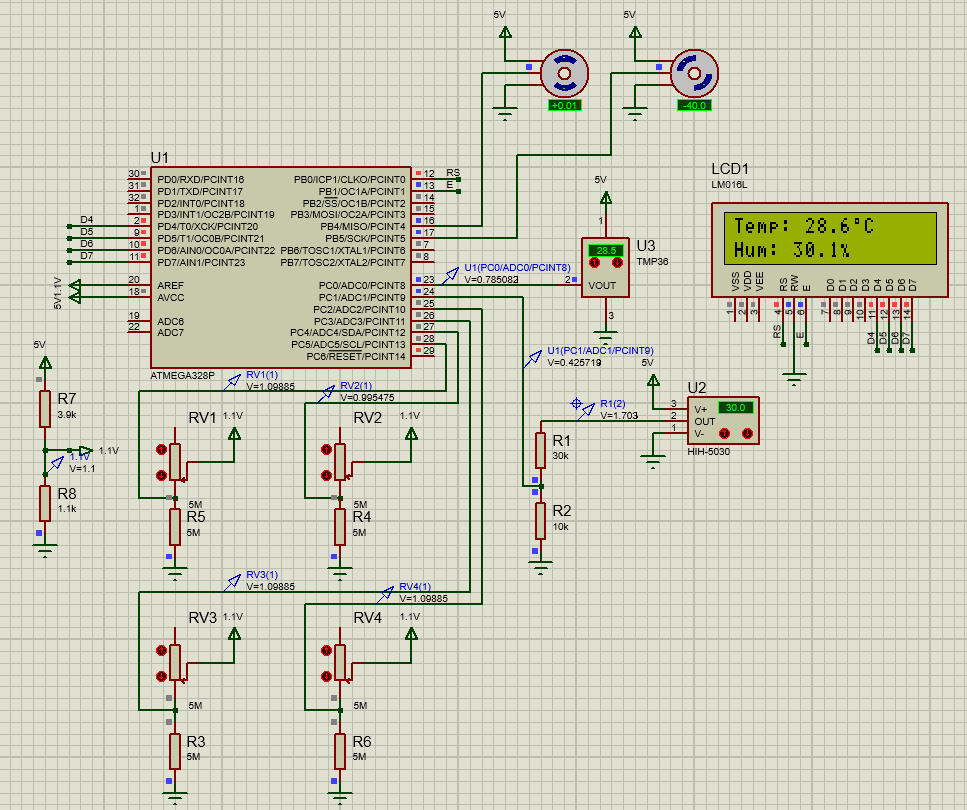 5V
5V
+0.01
-40.0
U1
30 PD0/RXD/PCINT16
31 PD1/TXD/PCINT17
32 PD2/INT0/PCINT18
1 PD3/INT1/OC2B/PCINT19
D4 2 PD4/T0/XCK/PCINT20
D5 9 PD5/T1/OC0B/PCINT21
D6 10 PD6/AIN0/OC0A/PCINT22
D7 11 PD7/AIN1/PCINT23
20 AREF
18 AVCC
19 ADC6
22 ADC7
5V1.1V
PB0/ICP1/CLKO/PCINT0 12 RS
PB1/OC1A/PCINT1 13 E
PB2/SS/OC1B/PCINT2 14
PB3/MOSI/OC2A/PCINT3 15
PB4/MISO/PCINT4 16
PB5/SCK/PCINT5 17
PB6/TOSC1/XTAL1/PCINT6 7
PB7/TOSC2/XTAL2/PCINT7 8
PC0/ADC0/PCINT8 23
PC1/ADC1/PCINT9 24
PC2/ADC2/PCINT10 25
PC3/ADC3/PCINT11 26
PC4/ADC4/SDA/PCINT12 27
PC5/ADC5/SCL/PCINT13 28
PC6/RESET/PCINT14 29
ATMEGA328P
U1(PC0/ADC0/PCINT8)
V=0.785082
5V
1
28.5
2 VOUT
3
U3
TMP36
LCD1
LM016L
Temp: 28.6°C
Hum: 30.1%
VSS VDD VEE RS RW E D0 D1 D2 D3 D4 D5 D6 D7
1 2 3 4 5 6 7 8 9 10 11 12 13 14
RS E D4 D5 D6 D7
U1(PC1/ADC1/PCINT9)
V=0.425719
5V
U2
R1(2)
V=1.703
3 V+ 30.0
2 OUT
1 V-
HIH-5030
R1
30k
R2
10k
5V
R7
3.9k
1.1V
1.1V
V=1.1
R8
1.1k
RV1(1)
V=1.09885
RV2(1)
V=0.995475
RV1 1.1V
RV2 1.1V
5M
R5
5M
5M
R4
5M
RV3(1)
V=1.09885
RV4(1)
V=1.09885
RV3 1.1V
RV4 1.1V
5M
R3
5M
5M
R6
5M